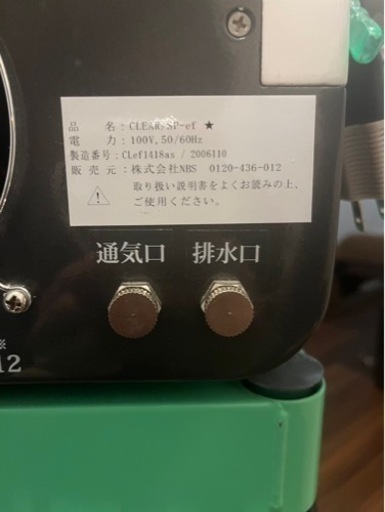 品　　名：CLEAR/SP-ef ★
電　　力：100V,50/60Hz
製造番号：CLef1418as / 2006110
販 売 元：株式会社NBS　0120-436-012
取り扱い説明書をよくお読みの上、
ご使用ください。
通気口　排水口
※
12